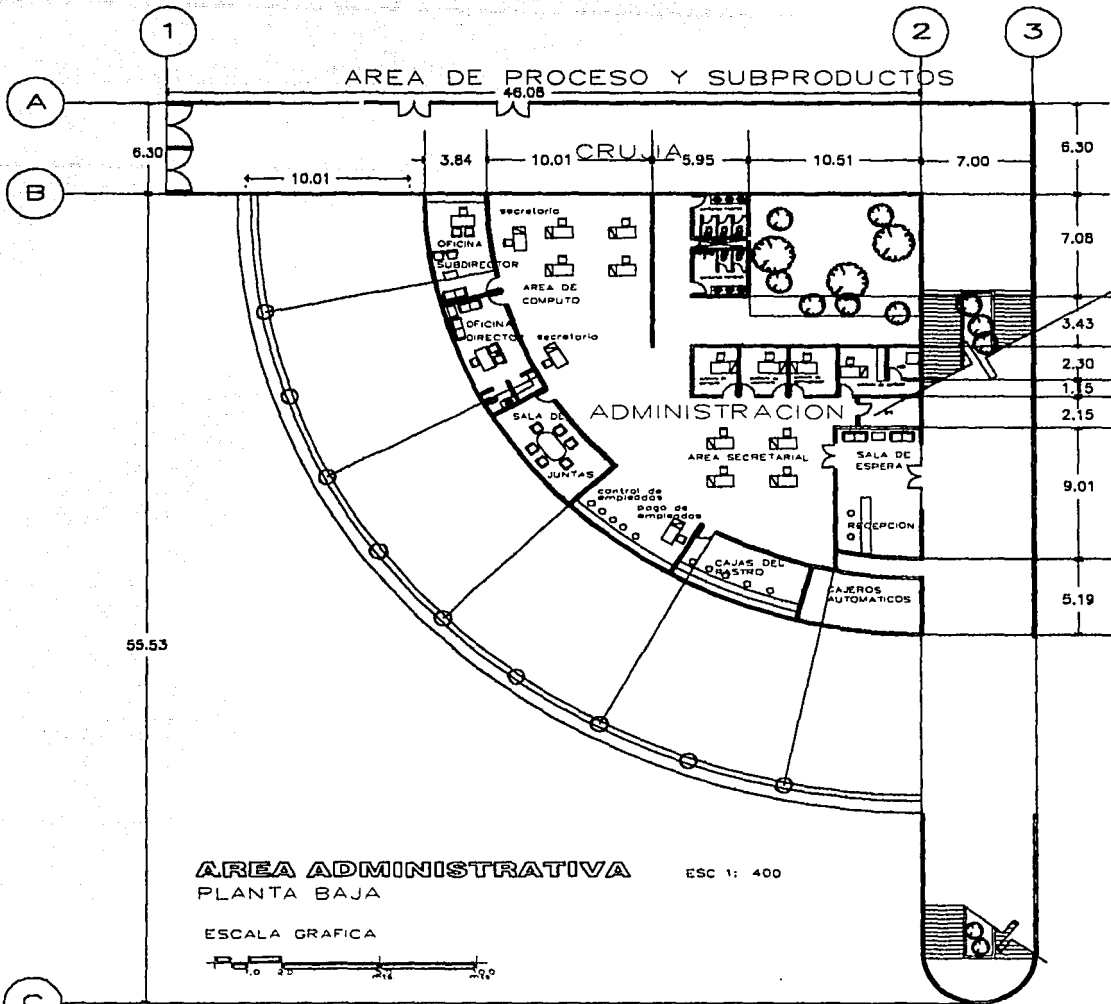 1
2
3
AREA DE PROCESO Y SUBPRODUCTOS
46.08
A
6.30
CRUJIA
3.84
10.01
5.95
10.51
7.00
6.30
10.01
B
secretaria
OFICINA
SUBDIRECTOR
7.08
AREA DE
COMPUTO
3.43
OFICINA
DIRECTOR
secretaria
2.30
1.15
SALA DE
JUNTAS
ADMINISTRACION
2.15
AREA SECRETARIAL
SALA DE
ESPERA
9.01
control de
empleados
pago de
empleados
RECEPCION
CAJAS DEL
RASTRO
CAJEROS
AUTOMATICOS
5.19
55.53
AREA ADMINISTRATIVA
ESC 1: 400
PLANTA BAJA
ESCALA GRAFICA
C